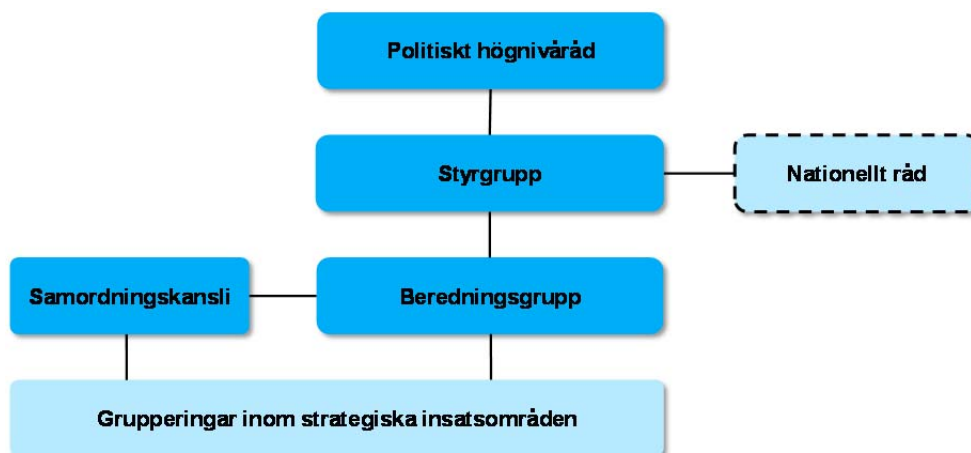 Politiskt högnivåråd
Styrgrupp
Nationellt råd
Samordningskansli
Beredningsgrupp
Grupperingar inom strategiska insatsområden